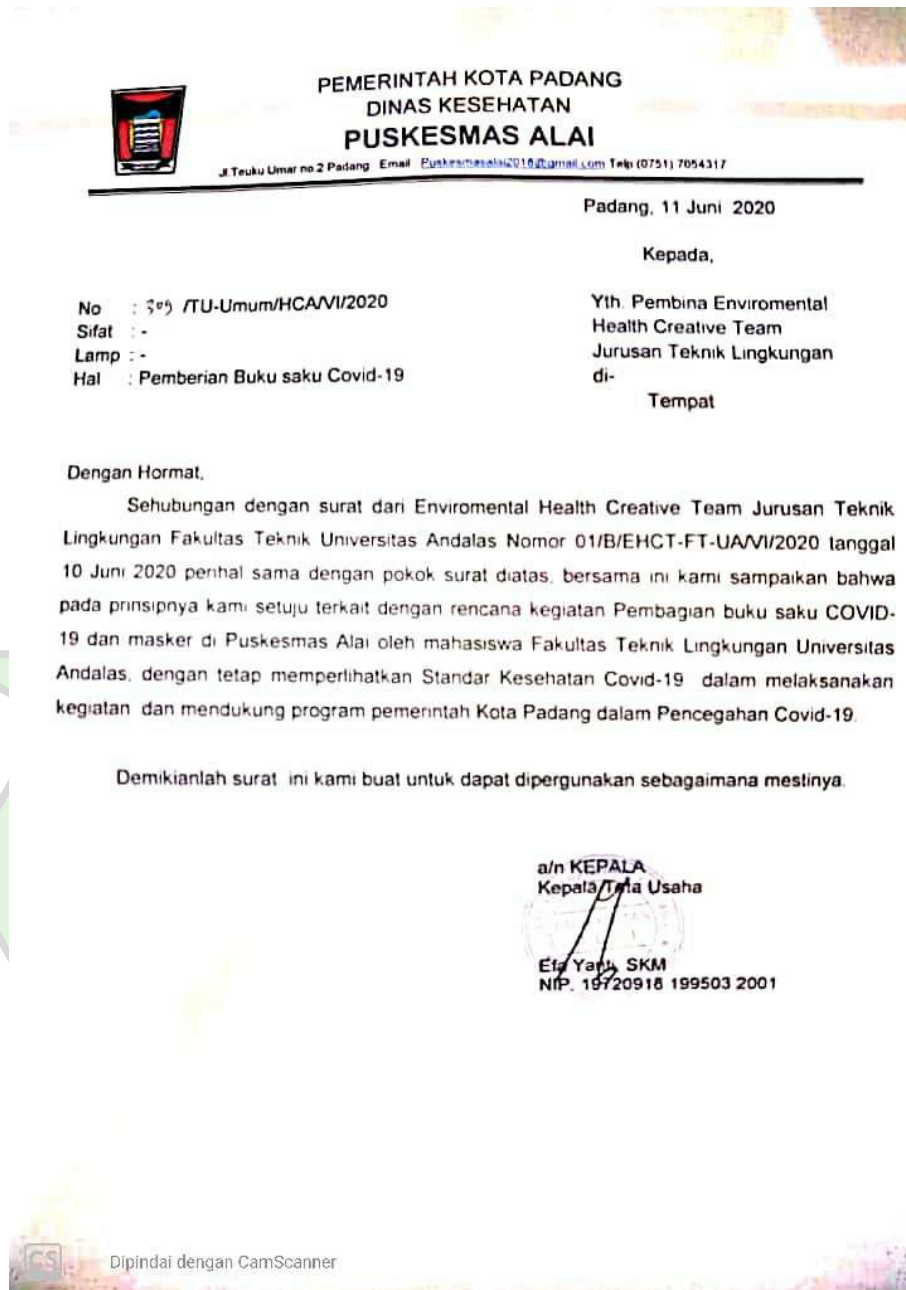 PEMERINTAH KOTA PADANG
DINAS KESEHATAN
PUSKESMAS ALAI
Jl.Teuku Umar no.2 Padang Email Puskesmasalai2016@gmail.com Telp (0751) 7054317
Padang, 11 Juni 2020
Kepada,
No : /TU-Umum/HCA/VI/2020
Sifat : -
Lamp : -
Hal : Pemberian Buku saku Covid-19
Yth. Pembina Enviromental
Health Creative Team
Jurusan Teknik Lingkungan
di-
Tempat
Dengan Hormat,
Sehubungan dengan surat dari Enviromental Health Creative Team Jurusan Teknik
Lingkungan Fakultas Teknik Universitas Andalas Nomor 01/B/EHCT-FT-UA/VI/2020 tanggal
10 Juni 2020 perihal sama dengan pokok surat diatas, bersama ini kami sampaikan bahwa
pada prinsipnya kami setuju terkait dengan rencana kegiatan Pembagian buku saku COVID-
19 dan masker di Puskesmas Alai oleh mahasiswa Fakultas Teknik Lingkungan Universitas
Andalas, dengan tetap memperlihatkan Standar Kesehatan Covid-19 dalam melaksanakan
kegiatan dan mendukung program pemerintah Kota Padang dalam Pencegahan Covid-19.
Demikianlah surat ini kami buat untuk dapat dipergunakan sebagaimana mestinya.
a/n KEPALA
Kepala Tata Usaha
Efa Yanti, SKM
NIP. 19720918 199503 2001
CS
Dipindai dengan CamScanner